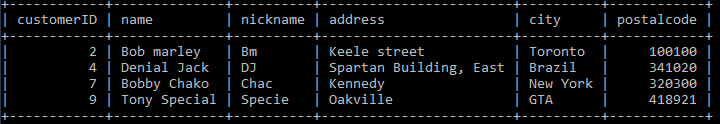 customerID | name | nickname | address | city | postalcode
2 | Bob marley | Bm | Keele street | Toronto | 100100
4 | Denial Jack | DJ | Spartan Building, East | Brazil | 341020
7 | Bobby Chako | Chac | Kennedy | New York | 320300
9 | Tony Special | Specie | Oakville | GTA | 418921